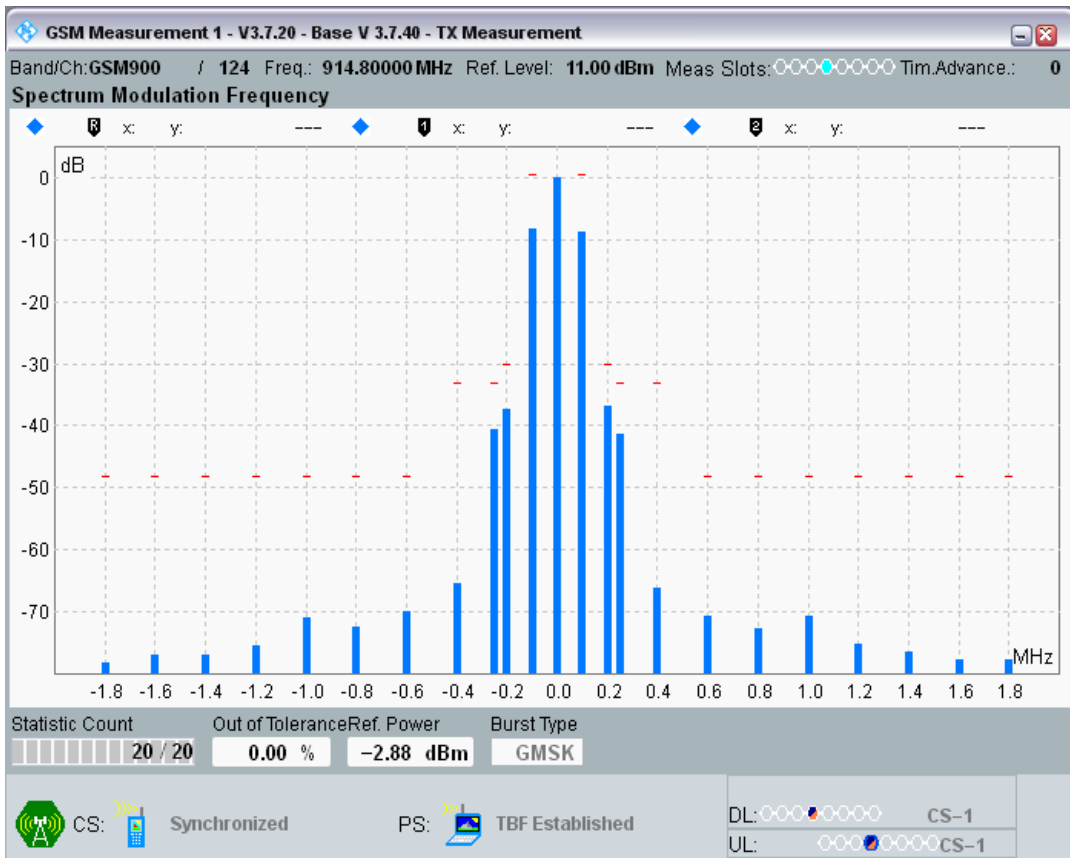 GSM Measurement 1 - V3.7.20 - Base V 3.7.40 - TX Measurement
Band/Ch:GSM900 / 124 Freq.: 914.80000 MHz Ref. Level: 11.00 dBm Meas Slots: Tim.Advance.: 0
Spectrum Modulation Frequency
R x: y: --- 1 x: y: --- 2 x: y: ---
dB
0
-10
-20
-30
-40
-50
-60
-70
MHz
-1.8 -1.6 -1.4 -1.2 -1.0 -0.8 -0.6 -0.4 -0.2 0.0 0.2 0.4 0.6 0.8 1.0 1.2 1.4 1.6 1.8
Statistic Count Out of Tolerance Ref. Power Burst Type
20 / 20 0.00 % -2.88 dBm GMSK
CS: Synchronized PS: TBF Established
DL: CS-1
UL: CS-1